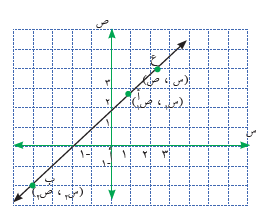 ص
ع
(س ، ص)
٣
أ
(س١ ، ص١)
٢
١
س
١-
١ ٢ ٣
١-
ب
(س٢ ، ص٢)